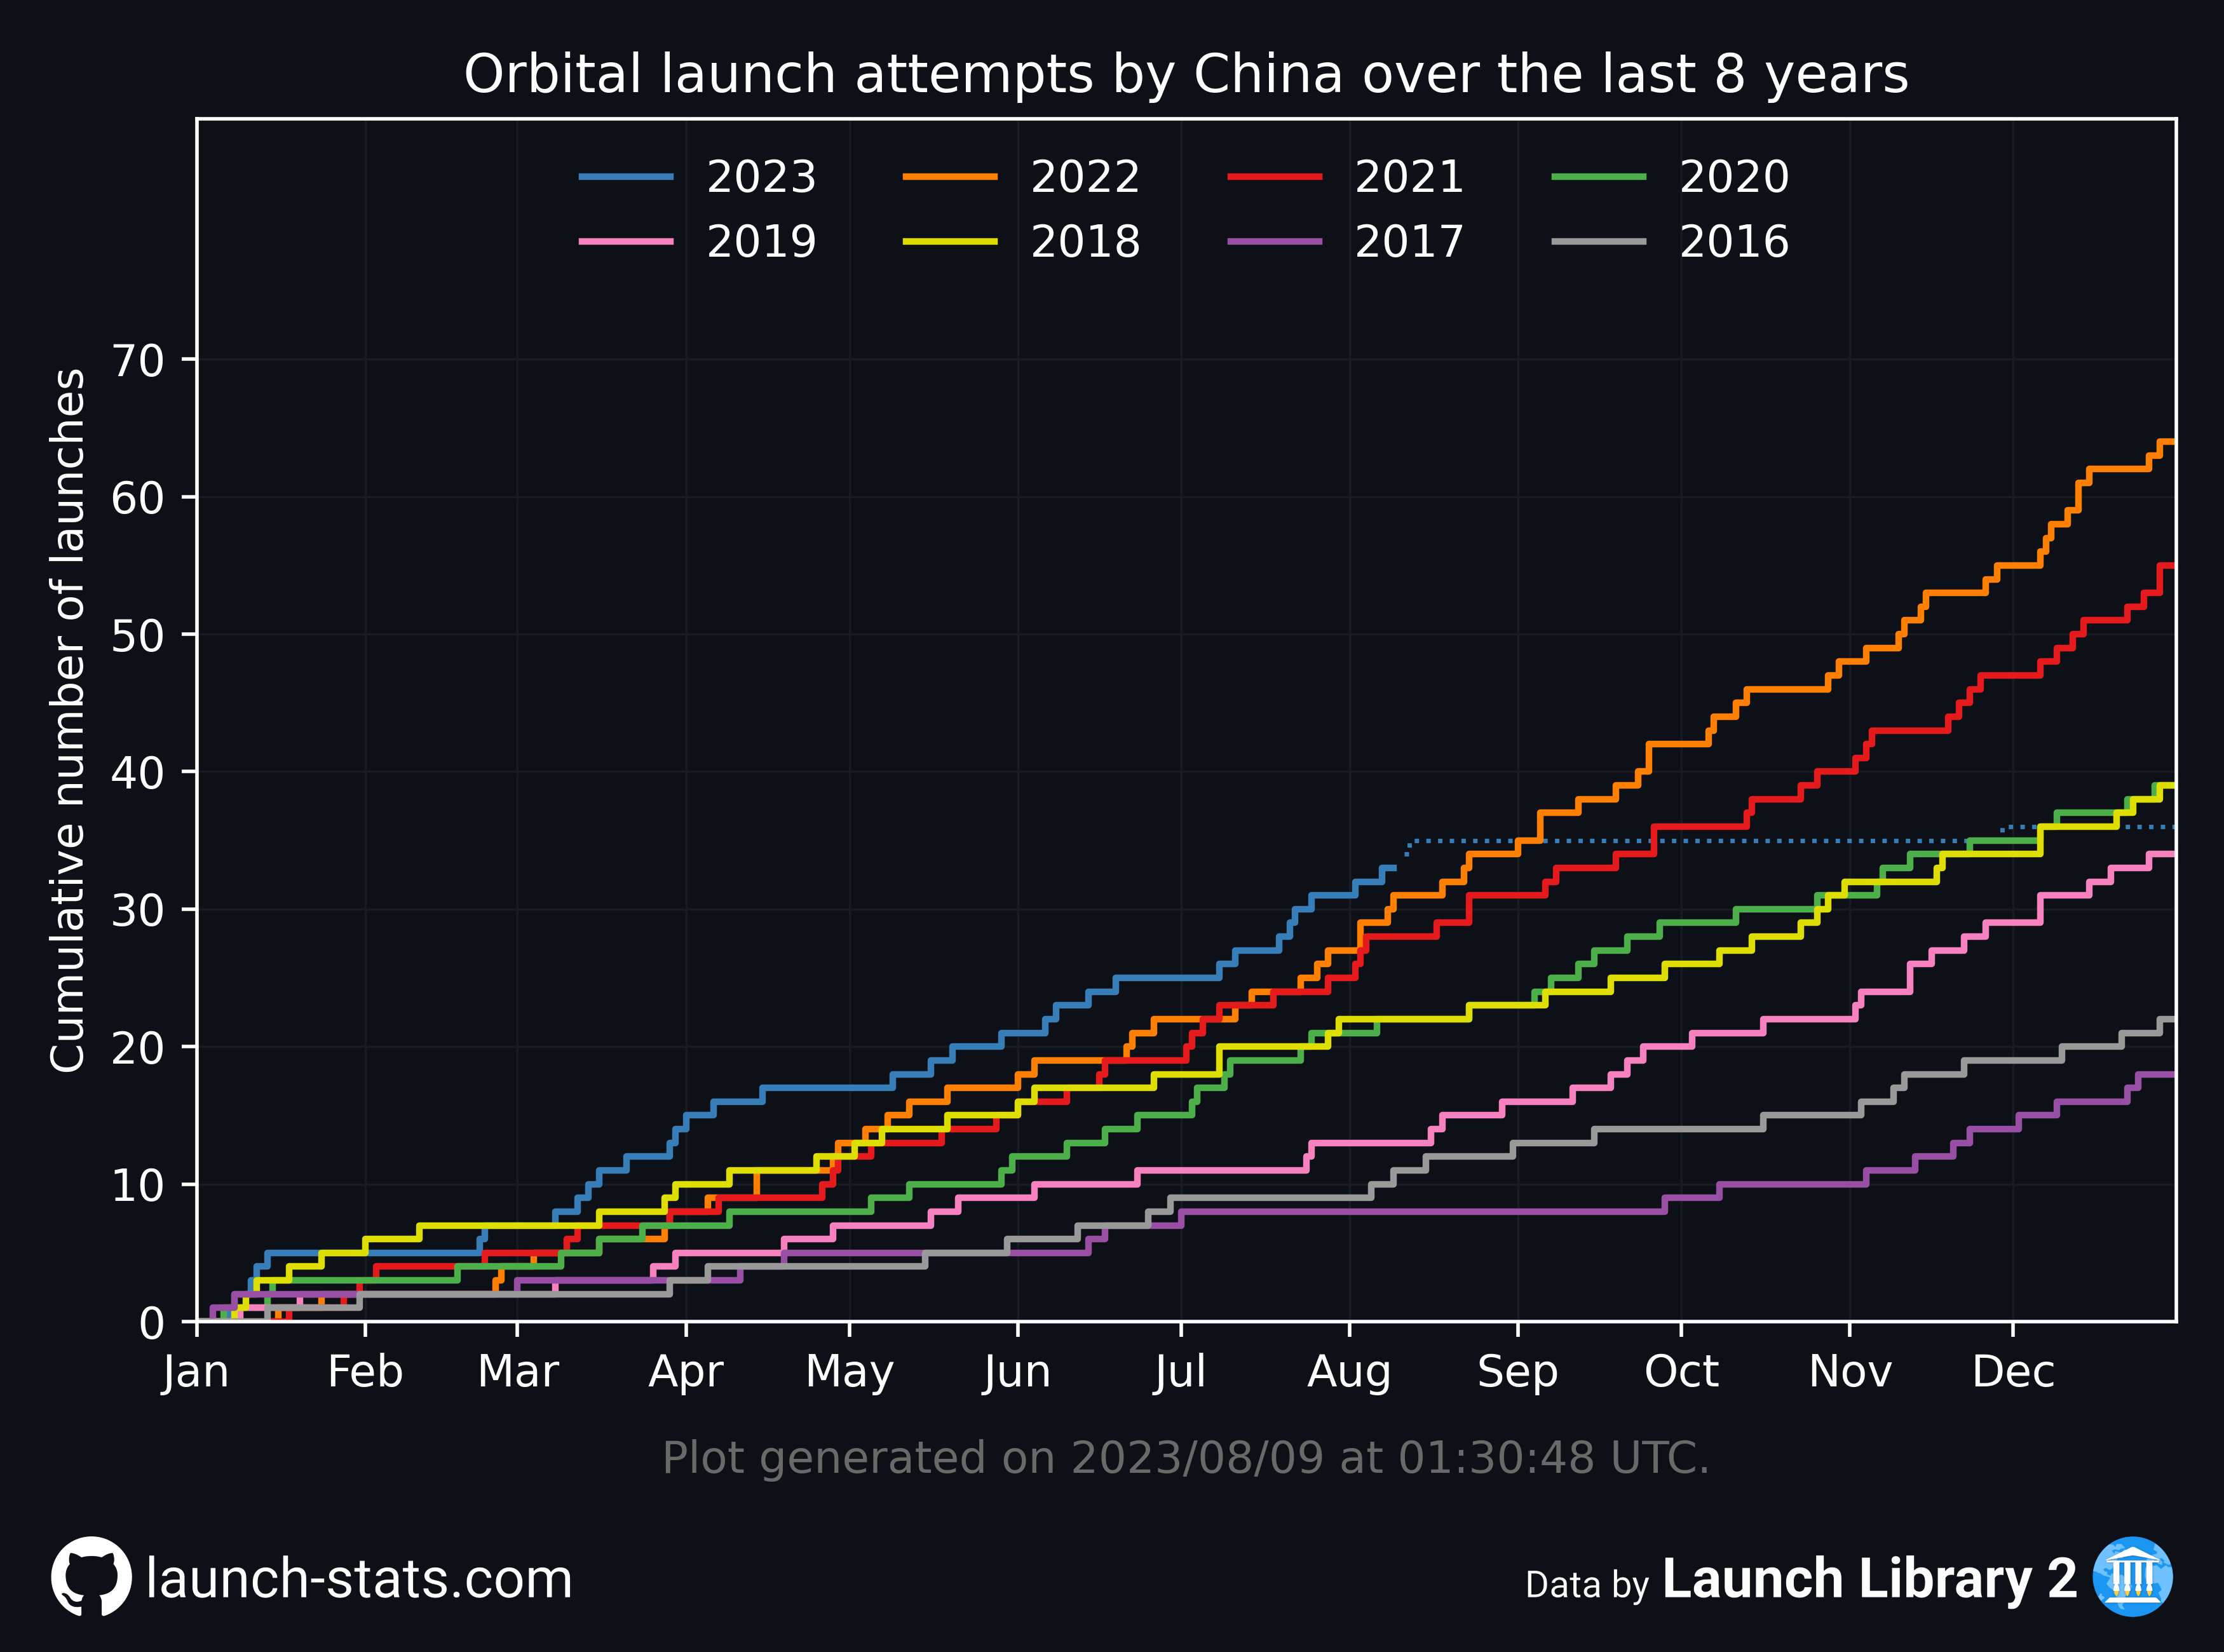 Orbital launch attempts by China over the last 8 years
2023 2022 2021 2020
2019 2018 2017 2016
Cumulative number of launches
70
60
50
40
30
20
10
0
Jan Feb Mar Apr May Jun Jul Aug Sep Oct Nov Dec
Plot generated on 2023/08/09 at 01:30:48 UTC.
launch-stats.com
Data by Launch Library 2